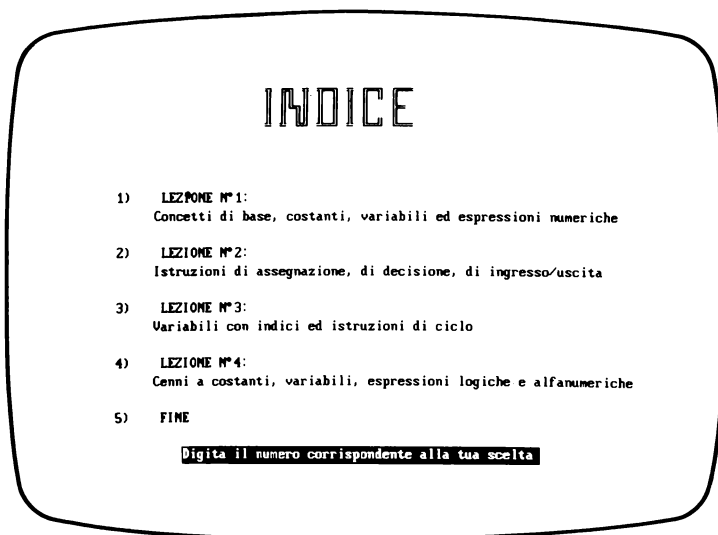 INDICE
1) LEZIONE N°1:
Concetti di base, costanti, variabili ed espressioni numeriche
2) LEZIONE N°2:
Istruzioni di assegnazione, di decisione, di ingresso/uscita
3) LEZIONE N°3:
Variabili con indici ed istruzioni di ciclo
4) LEZIONE N°4:
Cenni a costanti, variabili, espressioni logiche e alfanumeriche
5) FINE
Digita il numero corrispondente alla tua scelta